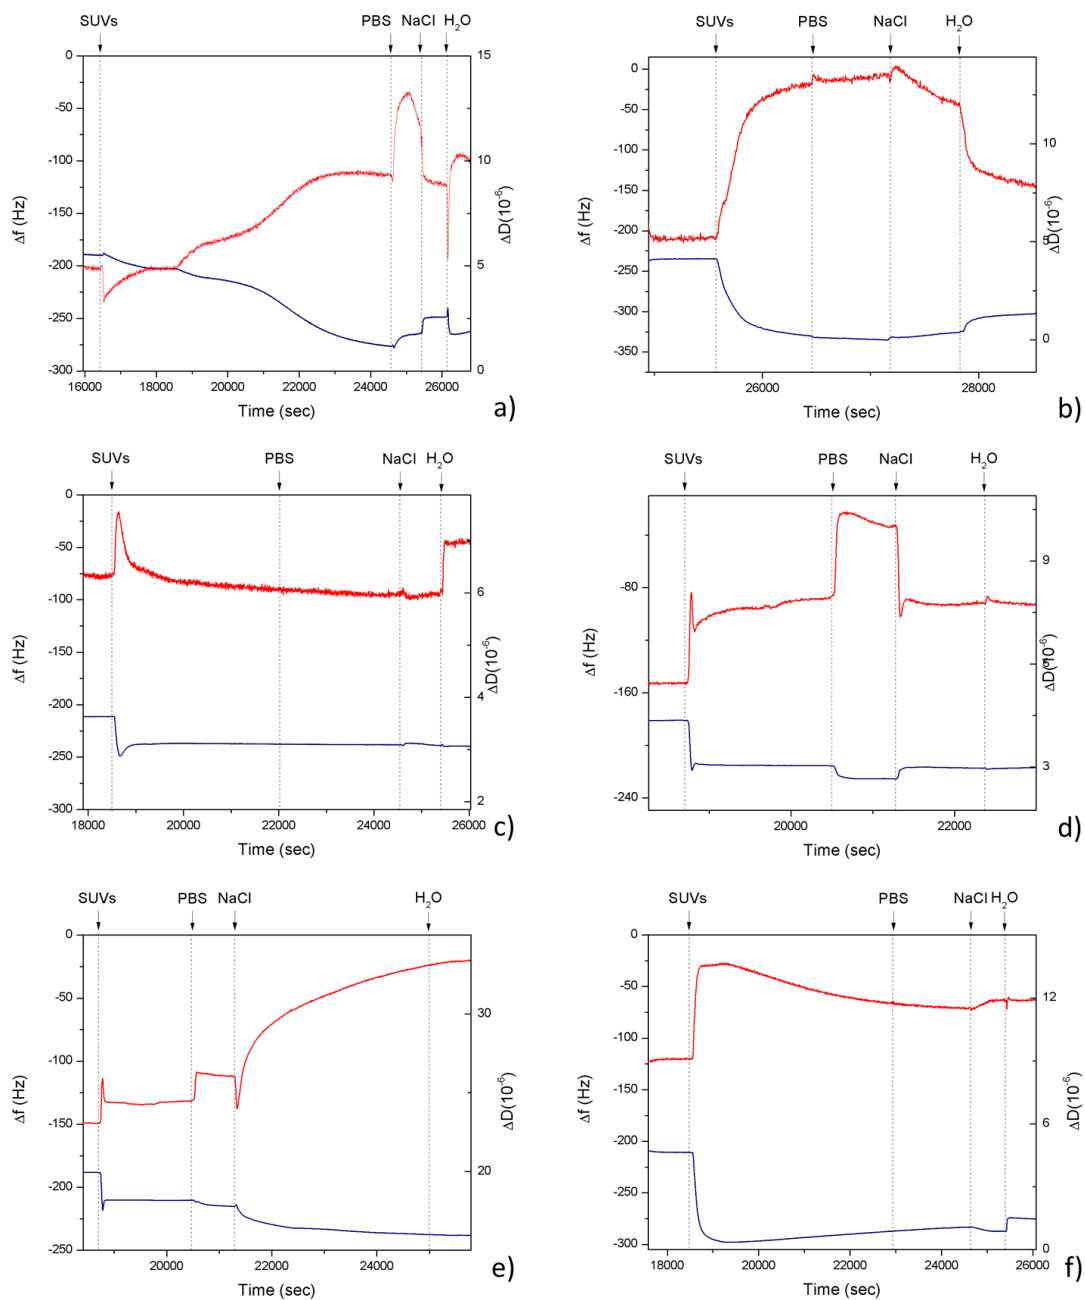 SUVs PBS NaCl H2O
0
-50
-100
-150
-200
-250
-300
Δf (Hz)
15
10
5
0
ΔD(10-6)
16000 18000 20000 22000 24000 26000
Time (sec)
a)
SUVs PBS NaCl H2O
0
-50
-100
-150
-200
-250
-300
-350
Δf (Hz)
10
5
0
ΔD(10-6)
26000 28000
Time (sec)
b)
SUVs PBS NaCl H2O
0
-50
-100
-150
-200
-250
-300
Δf (Hz)
6
4
2
ΔD(10-6)
18000 20000 22000 24000 26000
Time (sec)
c)
SUVs PBS NaCl H2O
-80
-160
-240
Δf (Hz)
9
3
ΔD(10-6)
20000 22000
Time (sec)
d)
SUVs PBS NaCl H2O
0
-50
-100
-150
-200
-250
Δf (Hz)
30
20
ΔD(10-6)
20000 22000 24000
Time (sec)
e)
SUVs PBS NaCl H2O
0
-50
-100
-150
-200
-250
-300
Δf (Hz)
12
6
0
ΔD(10-6)
18000 20000 22000 24000 26000
Time (sec)
f)